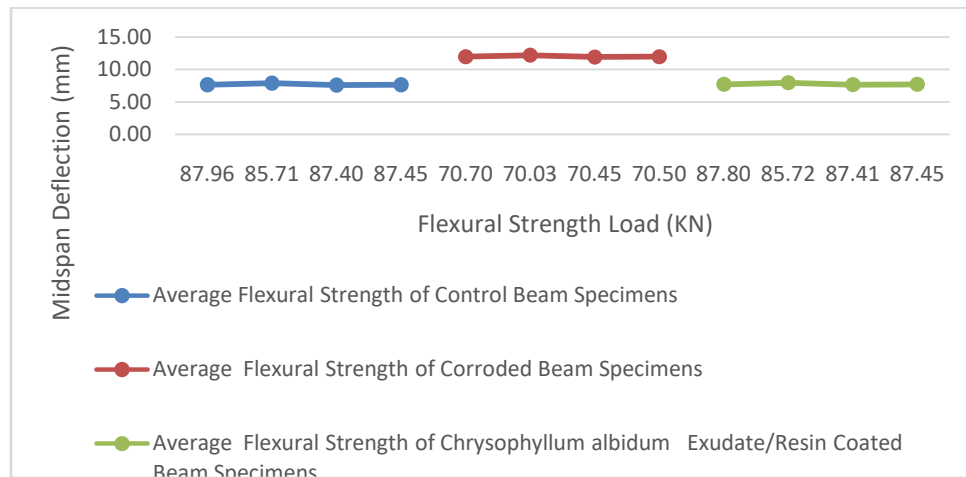 Midspan Deflection (mm)
15.00
10.00
5.00
0.00
87.96 85.71 87.40 87.45 70.70 70.03 70.45 70.50 87.80 85.72 87.41 87.45
Flexural Strength Load (KN)
Average Flexural Strength of Control Beam Specimens
Average Flexural Strength of Corroded Beam Specimens
Average Flexural Strength of Chrysophyllum albidum Exudate/Resin Coated
Beam Specimens